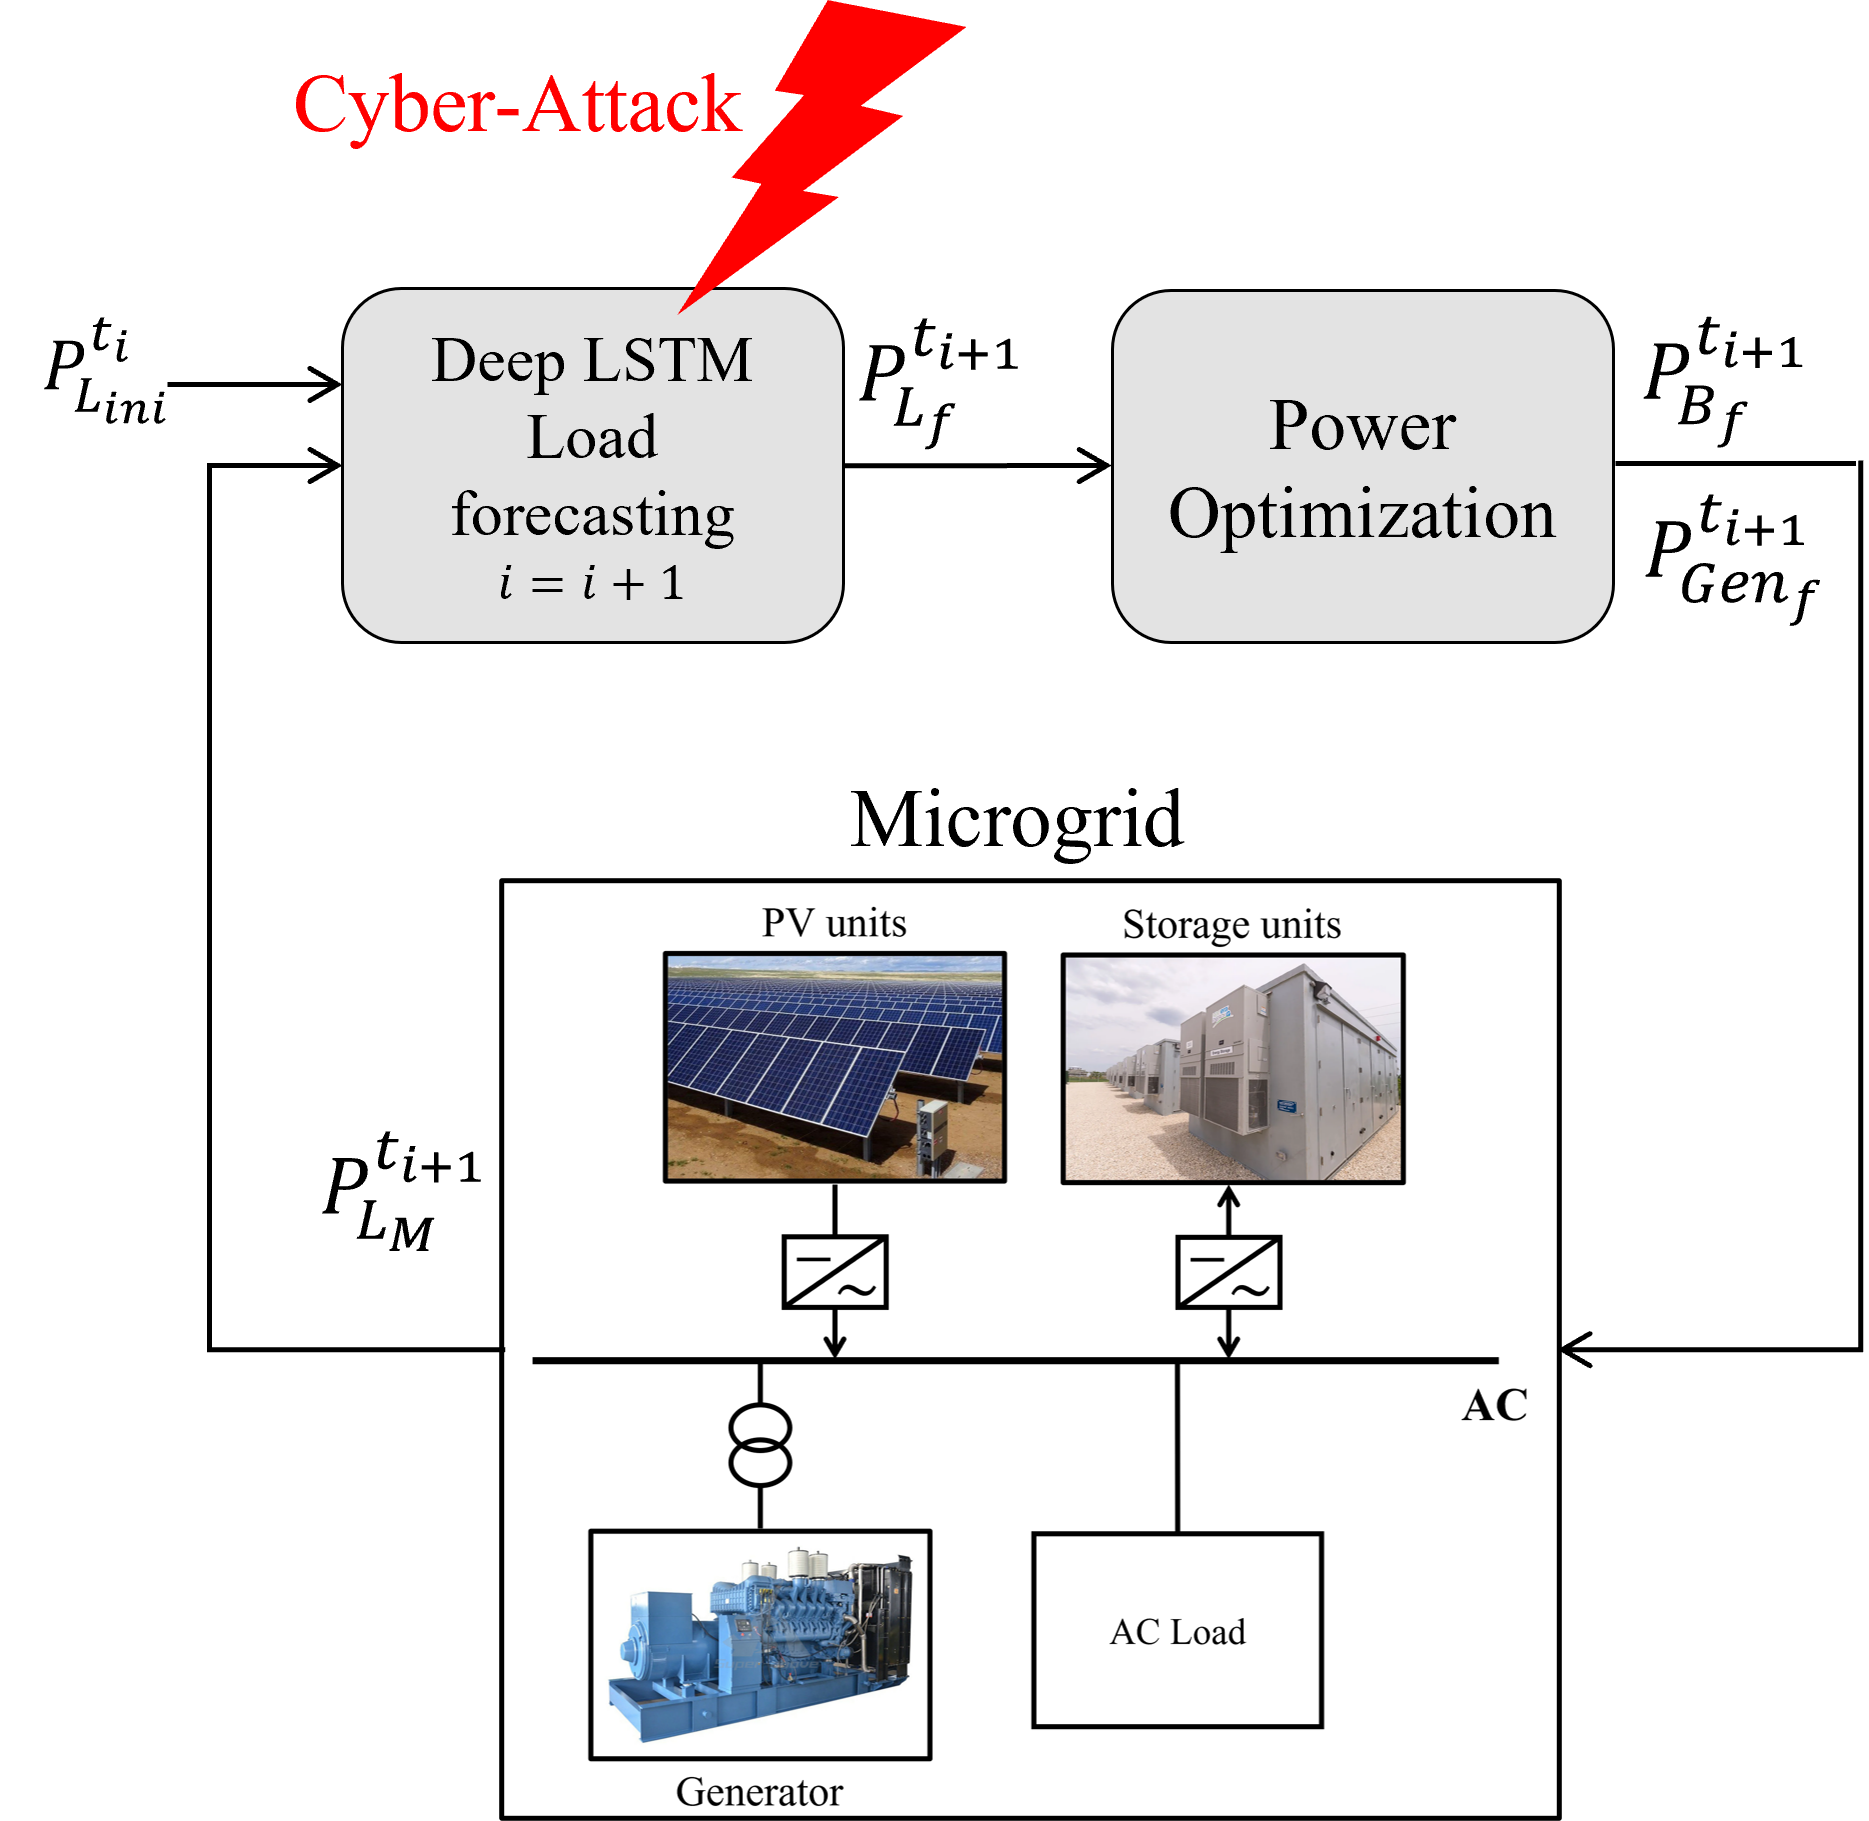 Cyber-Attack
$P_{L_{ini}}^{t_i}$
Deep LSTM
Load
forecasting
$i = i + 1$
$P_{L_f}^{t_{i+1}}$
Power
Optimization
$P_{B_f}^{t_{i+1}}$
$P_{Gen_f}^{t_{i+1}}$
Microgrid
PV units
Storage units
$P_{L_M}^{t_{i+1}}$
AC
AC Load
Generator